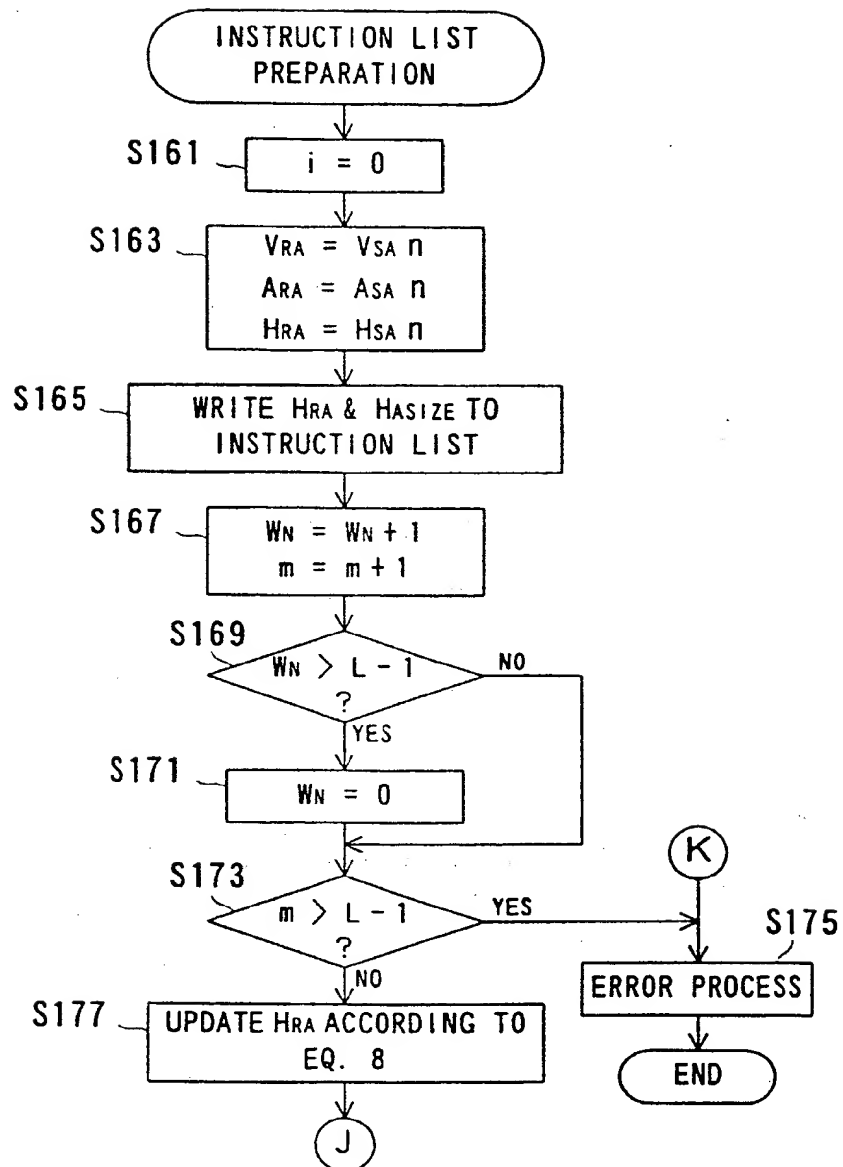 INSTRUCTION LIST
PREPARATION
S161
i = 0
S163
VRA = VSA n
ARA = ASA n
HRA = HSA n
S165
WRITE HRA & HASIZE TO
INSTRUCTION LIST
S167
WN = WN + 1
m = m + 1
S169
WN > L - 1
?
NO
YES
S171
WN = 0
K
S173
m > L - 1
?
YES
NO
S175
ERROR PROCESS
END
S177
UPDATE HRA ACCORDING TO
EQ. 8
J